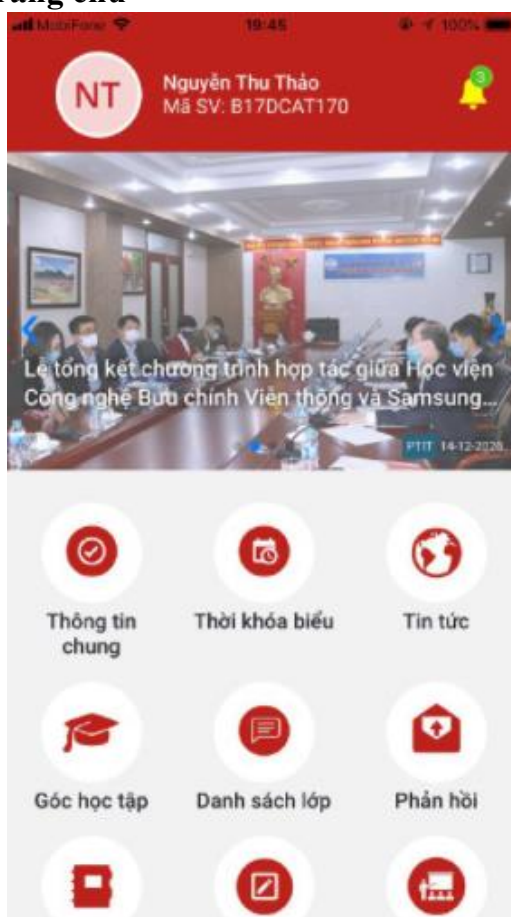 rang chủ
MobiFone
19:45
100%
NT
Nguyễn Thu Thảo
Mã SV: B17DCAT170
3
Lễ tổng kết chương trình hợp tác giữa Học viện
Công nghệ Bưu chính Viễn thông và Samsung...
PTIT 14-12-2020
Thông tin
chung
Thời khóa biểu
Tin tức
Góc học tập
Danh sách lớp
Phản hồi